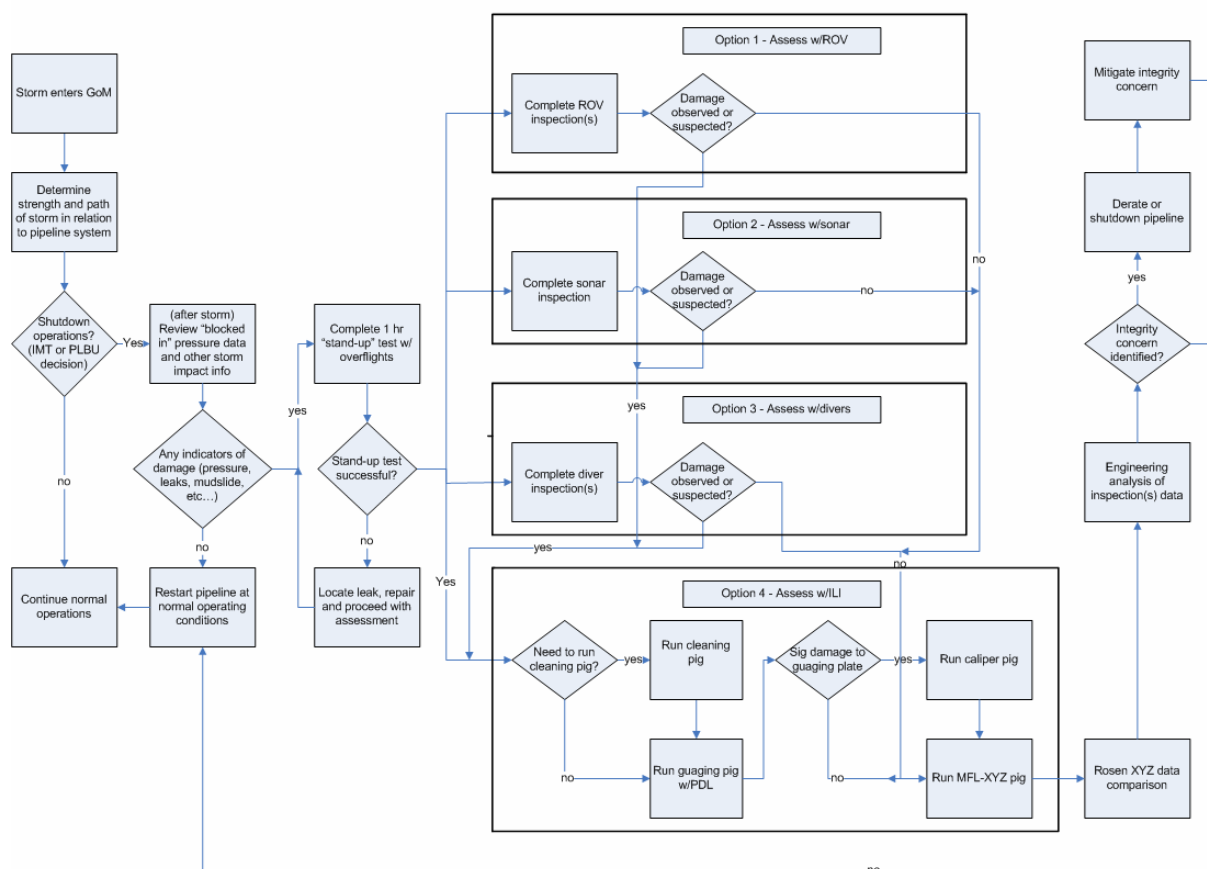 Storm enters GoM
Determine
strength and path
of storm in relation
to pipeline system
Shutdown
operations?
(IMT or PLBU
decision)
Yes
no
Continue normal
operations
(after storm)
Review “blocked
in” pressure data
and other storm
impact info
Any indicators of
damage (pressure,
leaks, mudslide,
etc…)
yes
no
Restart pipeline at
normal operating
conditions
Complete 1 hr
“stand-up” test w/
overflights
Stand-up test
successful?
no
Locate leak, repair
and proceed with
assessment
Yes
Option 1 - Assess w/ROV
Complete ROV
inspection(s)
Damage
observed or
suspected?
no
Option 2 - Assess w/sonar
Complete sonar
inspection
Damage
observed or
suspected?
no
yes
Option 3 - Assess w/divers
Complete diver
inspection(s)
Damage
observed or
suspected?
yes
no
Option 4 - Assess w/ILI
Need to run
cleaning pig?
yes
Run cleaning
pig
no
Run guaging pig
w/PDL
Sig damage to
guaging plate
yes
Run caliper pig
no
Run MFL-XYZ pig
Rosen XYZ data
comparison
Engineering
analysis of
inspection(s) data
Integrity
concern
identified?
yes
Derate or
shutdown pipeline
Mitigate integrity
concern
no